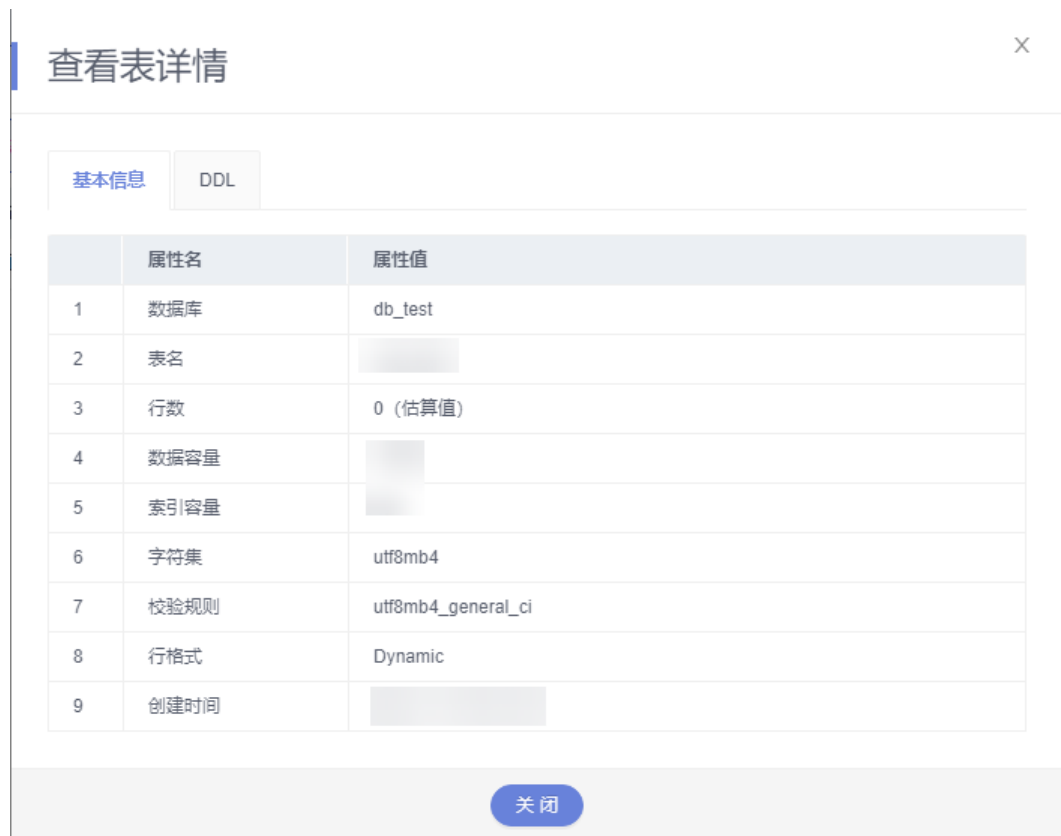 查看表详情
基本信息 DDL
属性名 属性值
1 数据库 db_test
2 表名
3 行数 0（估算值）
4 数据容量
5 索引容量
6 字符集 utf8mb4
7 校验规则 utf8mb4_general_ci
8 行格式 Dynamic
9 创建时间
关闭